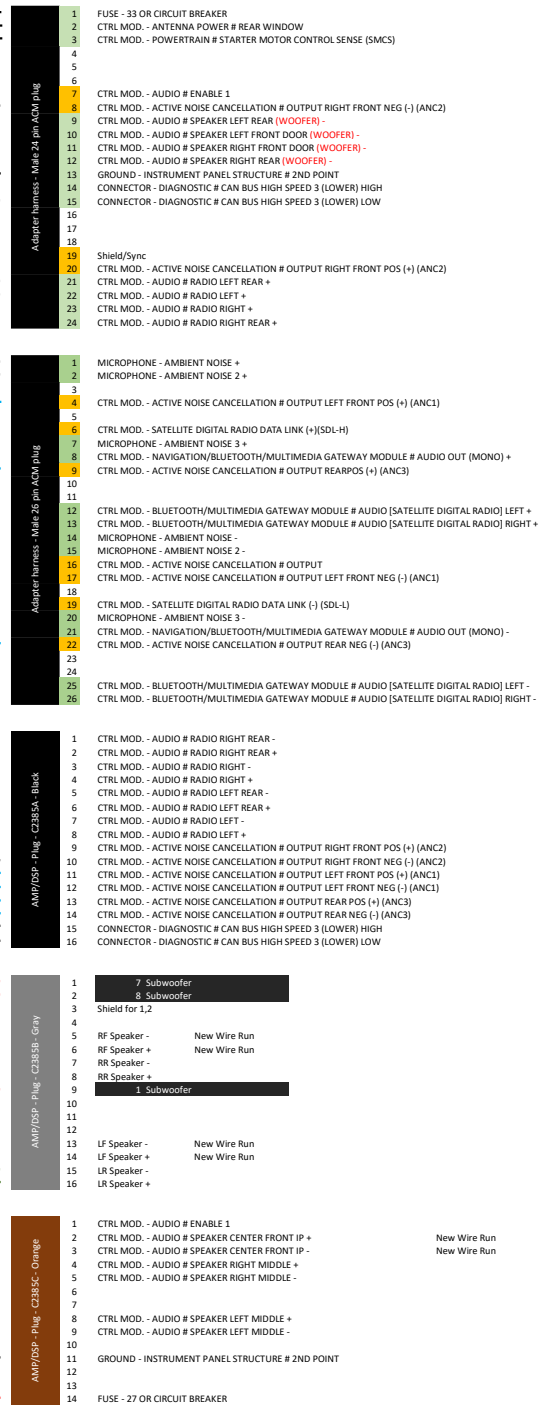 Adapter harness - Male 24 pin ACM plug
1 FUSE - 33 OR CIRCUIT BREAKER
2 CTRL MOD. - ANTENNA POWER # REAR WINDOW
3 CTRL MOD. - POWERTRAIN # STARTER MOTOR CONTROL SENSE (SMCS)
4
5
6
7 CTRL MOD. - AUDIO # ENABLE 1
8 CTRL MOD. - ACTIVE NOISE CANCELLATION # OUTPUT RIGHT FRONT NEG (-) (ANC2)
9 CTRL MOD. - AUDIO # SPEAKER LEFT REAR (WOOFER) -
10 CTRL MOD. - AUDIO # SPEAKER LEFT FRONT DOOR (WOOFER) -
11 CTRL MOD. - AUDIO # SPEAKER RIGHT FRONT DOOR (WOOFER) -
12 CTRL MOD. - AUDIO # SPEAKER RIGHT REAR (WOOFER) -
13 GROUND - INSTRUMENT PANEL STRUCTURE # 2ND POINT
14 CONNECTOR - DIAGNOSTIC # CAN BUS HIGH SPEED 3 (LOWER) HIGH
15 CONNECTOR - DIAGNOSTIC # CAN BUS HIGH SPEED 3 (LOWER) LOW
16
17
18
19 Shield/Sync
20 CTRL MOD. - ACTIVE NOISE CANCELLATION # OUTPUT RIGHT FRONT POS (+) (ANC2)
21 CTRL MOD. - AUDIO # RADIO LEFT REAR +
22 CTRL MOD. - AUDIO # RADIO LEFT +
23 CTRL MOD. - AUDIO # RADIO RIGHT +
24 CTRL MOD. - AUDIO # RADIO RIGHT REAR +
Adapter harness - Male 26 pin ACM plug
1 MICROPHONE - AMBIENT NOISE +
2 MICROPHONE - AMBIENT NOISE 2 +
3
4 CTRL MOD. - ACTIVE NOISE CANCELLATION # OUTPUT LEFT FRONT POS (+) (ANC1)
5
6 CTRL MOD. - SATELLITE DIGITAL RADIO DATA LINK (+)(SDL-H)
7 MICROPHONE - AMBIENT NOISE 3 +
8 CTRL MOD. - NAVIGATION/BLUETOOTH/MULTIMEDIA GATEWAY MODULE # AUDIO OUT (MONO) +
9 CTRL MOD. - ACTIVE NOISE CANCELLATION # OUTPUT REARPOS (+) (ANC3)
10
11
12 CTRL MOD. - BLUETOOTH/MULTIMEDIA GATEWAY MODULE # AUDIO [SATELLITE DIGITAL RADIO] LEFT +
13 CTRL MOD. - BLUETOOTH/MULTIMEDIA GATEWAY MODULE # AUDIO [SATELLITE DIGITAL RADIO] RIGHT +
14 MICROPHONE - AMBIENT NOISE -
15 MICROPHONE - AMBIENT NOISE 2 -
16 CTRL MOD. - ACTIVE NOISE CANCELLATION # OUTPUT
17 CTRL MOD. - ACTIVE NOISE CANCELLATION # OUTPUT LEFT FRONT NEG (-) (ANC1)
18
19 CTRL MOD. - SATELLITE DIGITAL RADIO DATA LINK (-) (SDL-L)
20 MICROPHONE - AMBIENT NOISE 3 -
21 CTRL MOD. - NAVIGATION/BLUETOOTH/MULTIMEDIA GATEWAY MODULE # AUDIO OUT (MONO) -
22 CTRL MOD. - ACTIVE NOISE CANCELLATION # OUTPUT REAR NEG (-) (ANC3)
23
24
25 CTRL MOD. - BLUETOOTH/MULTIMEDIA GATEWAY MODULE # AUDIO [SATELLITE DIGITAL RADIO] LEFT -
26 CTRL MOD. - BLUETOOTH/MULTIMEDIA GATEWAY MODULE # AUDIO [SATELLITE DIGITAL RADIO] RIGHT -
AMP/DSP - Plug - C2385A - Black
1 CTRL MOD. - AUDIO # RADIO RIGHT REAR -
2 CTRL MOD. - AUDIO # RADIO RIGHT REAR +
3 CTRL MOD. - AUDIO # RADIO RIGHT -
4 CTRL MOD. - AUDIO # RADIO RIGHT +
5 CTRL MOD. - AUDIO # RADIO LEFT REAR -
6 CTRL MOD. - AUDIO # RADIO LEFT REAR +
7 CTRL MOD. - AUDIO # RADIO LEFT -
8 CTRL MOD. - AUDIO # RADIO LEFT +
9 CTRL MOD. - ACTIVE NOISE CANCELLATION # OUTPUT RIGHT FRONT POS (+) (ANC2)
10 CTRL MOD. - ACTIVE NOISE CANCELLATION # OUTPUT RIGHT FRONT NEG (-) (ANC2)
11 CTRL MOD. - ACTIVE NOISE CANCELLATION # OUTPUT LEFT FRONT POS (+) (ANC1)
12 CTRL MOD. - ACTIVE NOISE CANCELLATION # OUTPUT LEFT FRONT NEG (-) (ANC1)
13 CTRL MOD. - ACTIVE NOISE CANCELLATION # OUTPUT REAR POS (+) (ANC3)
14 CTRL MOD. - ACTIVE NOISE CANCELLATION # OUTPUT REAR NEG (-) (ANC3)
15 CONNECTOR - DIAGNOSTIC # CAN BUS HIGH SPEED 3 (LOWER) HIGH
16 CONNECTOR - DIAGNOSTIC # CAN BUS HIGH SPEED 3 (LOWER) LOW
AMP/DSP - Plug - C2385B - Gray
1 7 Subwoofer
2 8 Subwoofer
3 Shield for 1,2
4
5 RF Speaker - New Wire Run
6 RF Speaker + New Wire Run
7 RR Speaker -
8 RR Speaker +
9 1 Subwoofer
10
11
12
13 LF Speaker - New Wire Run
14 LF Speaker + New Wire Run
15 LR Speaker -
16 LR Speaker +
AMP/DSP - Plug - C2385C - Orange
1 CTRL MOD. - AUDIO # ENABLE 1
2 CTRL MOD. - AUDIO # SPEAKER CENTER FRONT IP + New Wire Run
3 CTRL MOD. - AUDIO # SPEAKER CENTER FRONT IP - New Wire Run
4 CTRL MOD. - AUDIO # SPEAKER RIGHT MIDDLE +
5 CTRL MOD. - AUDIO # SPEAKER RIGHT MIDDLE -
6
7
8 CTRL MOD. - AUDIO # SPEAKER LEFT MIDDLE +
9 CTRL MOD. - AUDIO # SPEAKER LEFT MIDDLE -
10
11 GROUND - INSTRUMENT PANEL STRUCTURE # 2ND POINT
12
13
14 FUSE - 27 OR CIRCUIT BREAKER